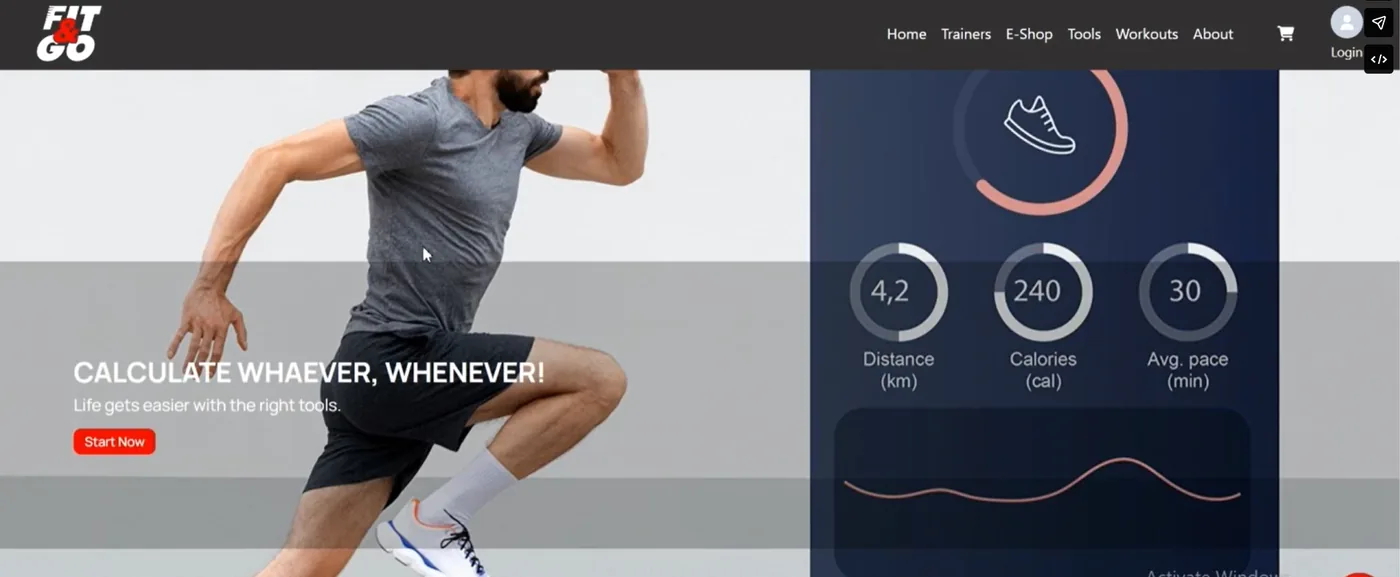 FIT
&
GO
Home Trainers E-Shop Tools Workouts About
Login
</>
4,2 240 30
Distance Calories Avg. pace
(km) (cal) (min)
CALCULATE WHAEVER, WHENEVER!
Life gets easier with the right tools.
Start Now